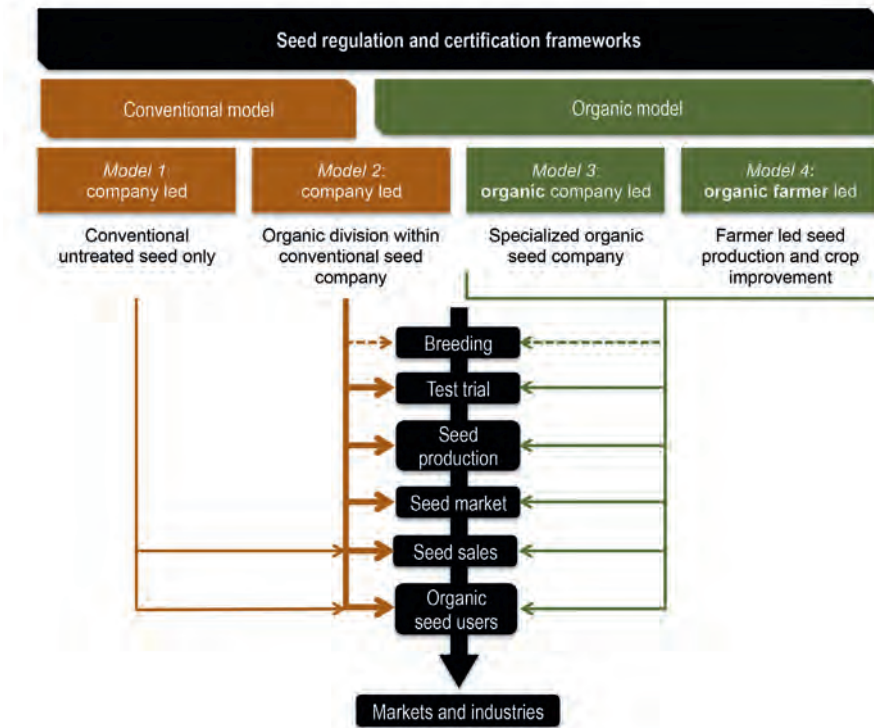 Seed regulation and certification frameworks
Conventional model
Organic model
Model 1:
company led
Model 2:
company led
Model 3:
organic company led
Model 4:
organic farmer led
Conventional
untreated seed only
Organic division within
conventional seed
company
Specialized organic
seed company
Farmer led seed
production and crop
improvement
Breeding
Test trial
Seed
production
Seed market
Seed sales
Organic
seed users
Markets and industries